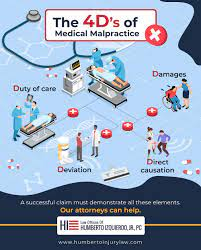 The 4D's of
Medical Malpractice
Damages
Duty of care
Deviation
Direct
causation
A successful claim must demonstrate all these elements.
Our attorneys can help.
Law Offices Of
HUMBERTO IZQUIERDO, JR., PC
www.humbertoinjurylaw.com